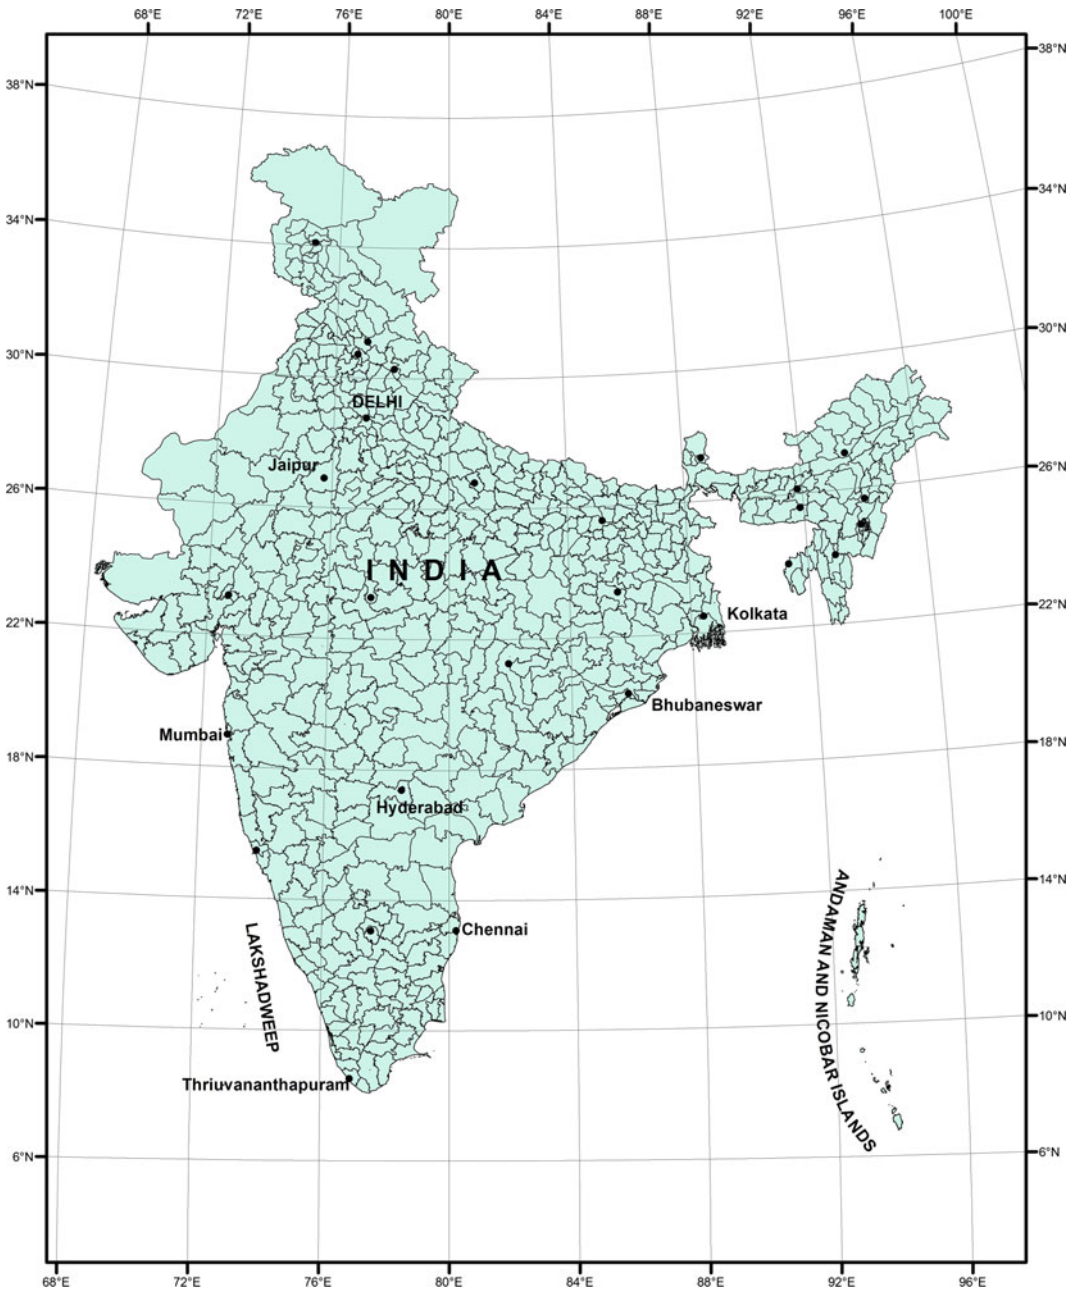 68°E 72°E 76°E 80°E 84°E 88°E 92°E 96°E 100°E
38°N 38°N
34°N 34°N
30°N 30°N
DELHI
Jaipur
26°N 26°N
INDIA
22°N 22°N
Kolkata
Bhubaneswar
Mumbai
18°N 18°N
Hyderabad
14°N 14°N
Chennai
LAKSHADWEEP
ANDAMAN AND NICOBAR ISLANDS
10°N 10°N
Thriuvananthapuram
6°N 6°N
68°E 72°E 76°E 80°E 84°E 88°E 92°E 96°E